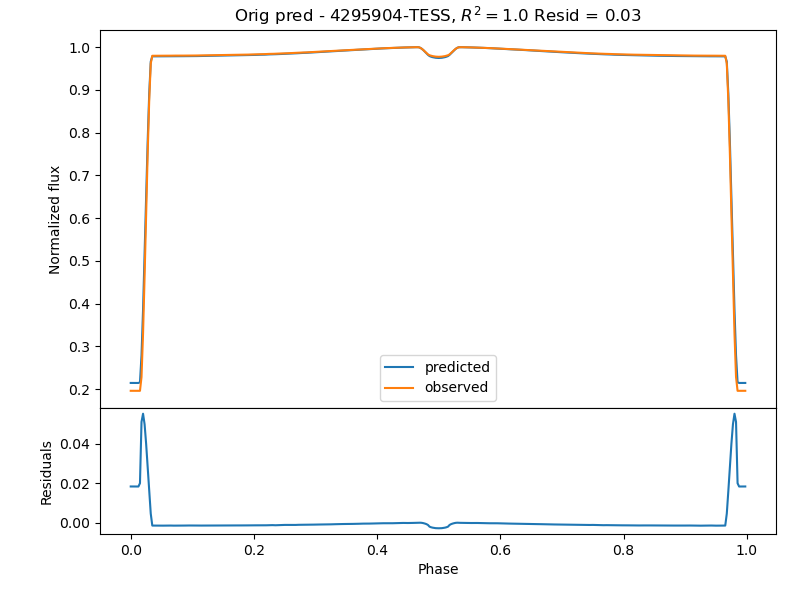 Orig pred - 4295904-TESS, R² = 1.0 Resid = 0.03
1.0
0.9
0.8
0.7
0.6
0.5
0.4
0.3
0.2
Normalized flux
predicted
observed
0.04
0.02
0.00
Residuals
0.0 0.2 0.4 0.6 0.8 1.0
Phase